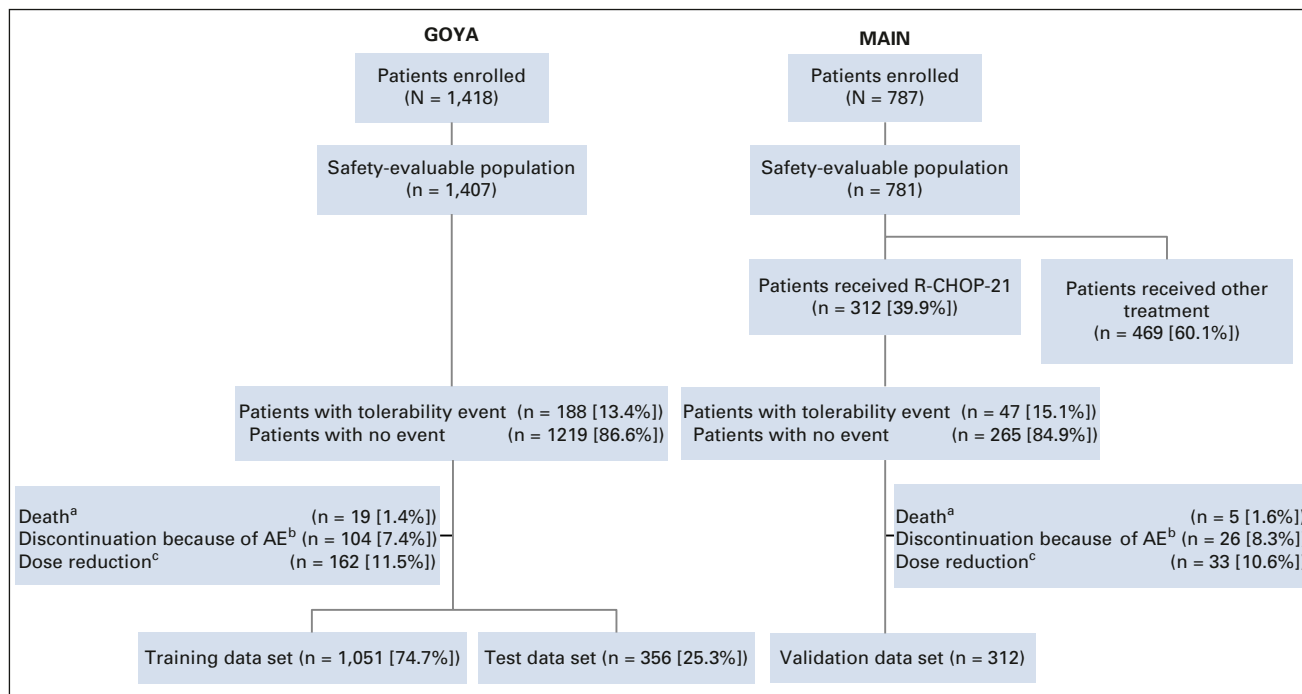 GOYA
Patients enrolled
(N = 1,418)
Safety-evaluable population
(n = 1,407)
Patients with tolerability event (n = 188 [13.4%])
Patients with no event (n = 1219 [86.6%])
Death^a (n = 19 [1.4%])
Discontinuation because of AE^b (n = 104 [7.4%])
Dose reduction^c (n = 162 [11.5%])
Training data set (n = 1,051 [74.7%])
Test data set (n = 356 [25.3%])
MAIN
Patients enrolled
(N = 787)
Safety-evaluable population
(n = 781)
Patients received R-CHOP-21
(n = 312 [39.9%])
Patients received other
treatment
(n = 469 [60.1%])
Patients with tolerability event (n = 47 [15.1%])
Patients with no event (n = 265 [84.9%])
Death^a (n = 5 [1.6%])
Discontinuation because of AE^b (n = 26 [8.3%]
Dose reduction^c (n = 33 [10.6%])
Validation data set (n = 312)